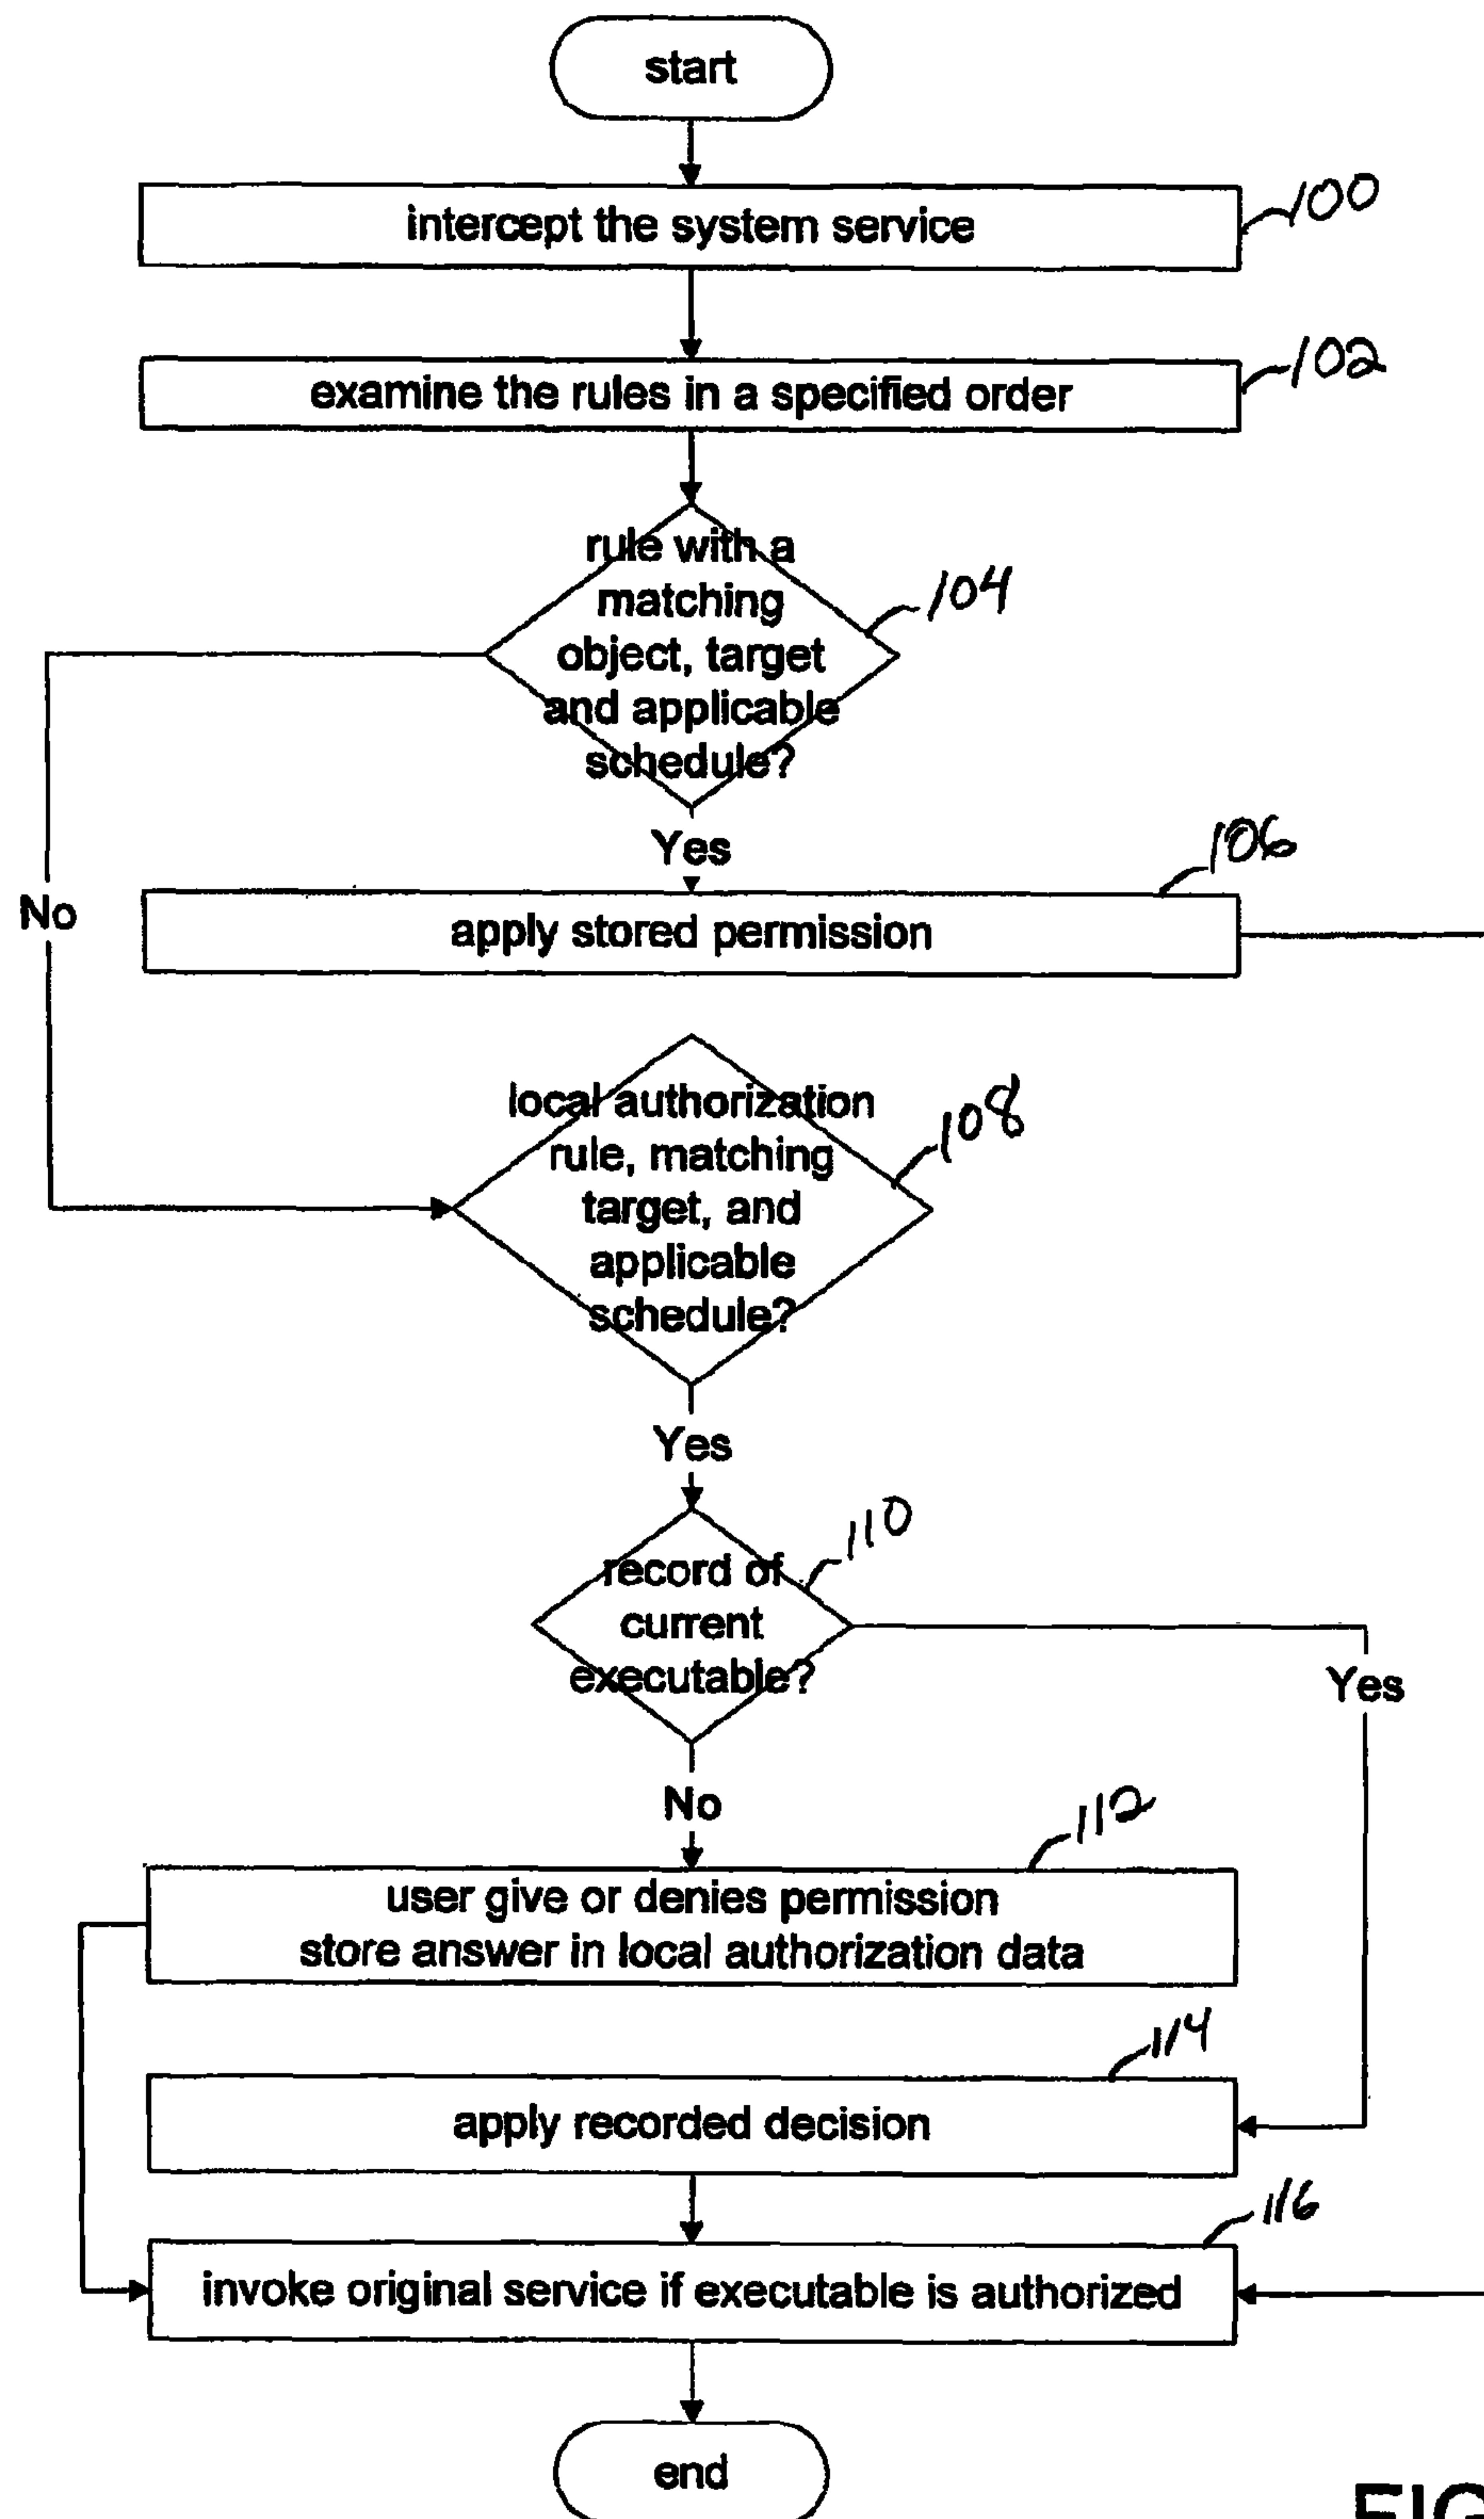 start
intercept the system service
100
examine the rules in a specified order
102
rule with a
matching
object, target
and applicable
schedule?
104
Yes
106
No
apply stored permission
local authorization
rule, matching
target, and
applicable
schedule?
108
Yes
record of
current
executable?
110
Yes
No
112
user give or denies permission
store answer in local authorization data
114
apply recorded decision
116
invoke original service if executable is authorized
end
FIG